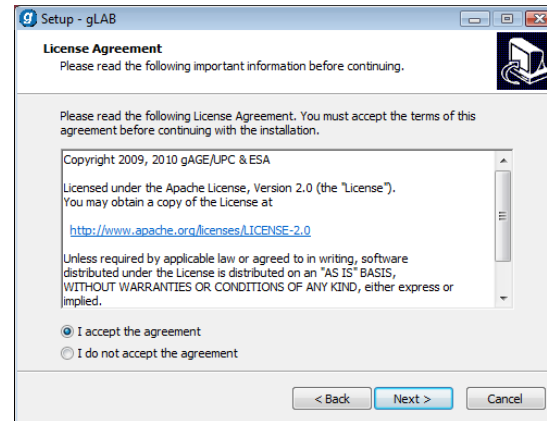 Setup - gLAB
License Agreement
Please read the following important information before continuing.
Please read the following License Agreement. You must accept the terms of this
agreement before continuing with the installation.
Copyright 2009, 2010 gAGE/UPC & ESA
Licensed under the Apache License, Version 2.0 (the "License").
You may obtain a copy of the License at
http://www.apache.org/licenses/LICENSE-2.0
Unless required by applicable law or agreed to in writing, software
distributed under the License is distributed on an "AS IS" BASIS,
WITHOUT WARRANTIES OR CONDITIONS OF ANY KIND, either express or
implied.
I accept the agreement
I do not accept the agreement
< Back Next > Cancel